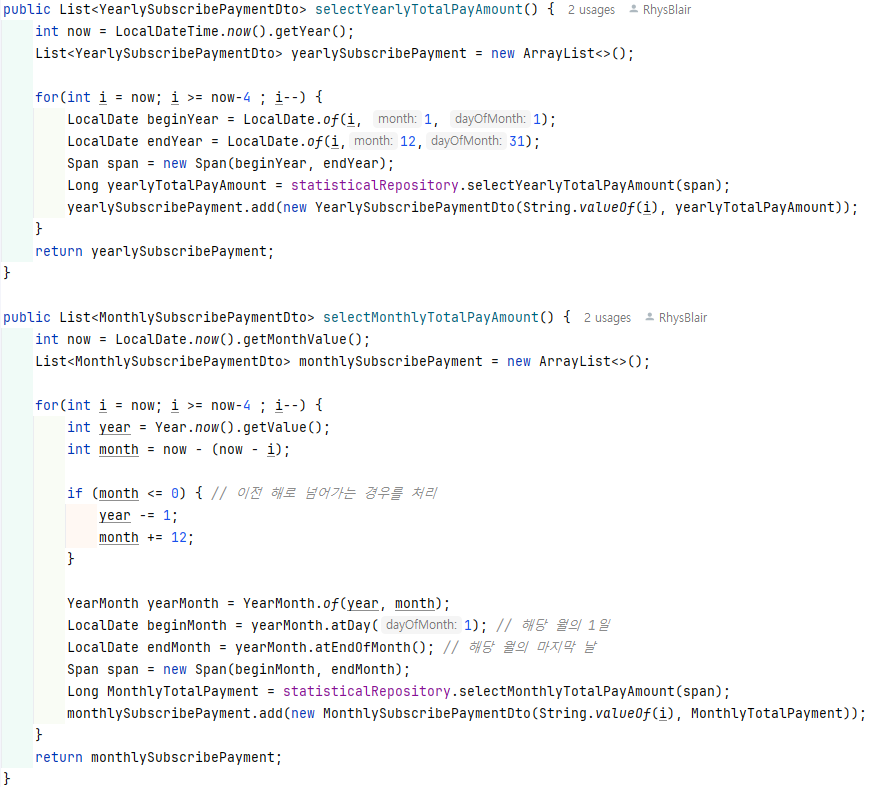 public List<YearlySubscribePaymentDto> selectYearlyTotalPayAmount() { 2 usages RhysBlair
int now = LocalDateTime.now().getYear();
List<YearlySubscribePaymentDto> yearlySubscribePayment = new ArrayList<>();
for(int i = now; i >= now-4 ; i--) {
LocalDate beginYear = LocalDate.of(i, month: 1, dayOfMonth: 1);
LocalDate endYear = LocalDate.of(i, month: 12, dayOfMonth: 31);
Span span = new Span(beginYear, endYear);
Long yearlyTotalPayAmount = statisticalRepository.selectYearlyTotalPayAmount(span);
yearlySubscribePayment.add(new YearlySubscribePaymentDto(String.valueOf(i), yearlyTotalPayAmount));
}
return yearlySubscribePayment;
}
public List<MonthlySubscribePaymentDto> selectMonthlyTotalPayAmount() { 2 usages RhysBlair
int now = LocalDate.now().getMonthValue();
List<MonthlySubscribePaymentDto> monthlySubscribePayment = new ArrayList<>();
for(int i = now; i >= now-4 ; i--) {
int year = Year.now().getValue();
int month = now - (now - i);
if (month <= 0) { // 이전 해로 넘어가는 경우를 처리
year -= 1;
month += 12;
}
YearMonth yearMonth = YearMonth.of(year, month);
LocalDate beginMonth = yearMonth.atDay( dayOfMonth: 1); // 해당 월의 1일
LocalDate endMonth = yearMonth.atEndOfMonth(); // 해당 월의 마지막 날
Span span = new Span(beginMonth, endMonth);
Long MonthlyTotalPayment = statisticalRepository.selectMonthlyTotalPayAmount(span);
monthlySubscribePayment.add(new MonthlySubscribePaymentDto(String.valueOf(i), MonthlyTotalPayment));
}
return monthlySubscribePayment;
}